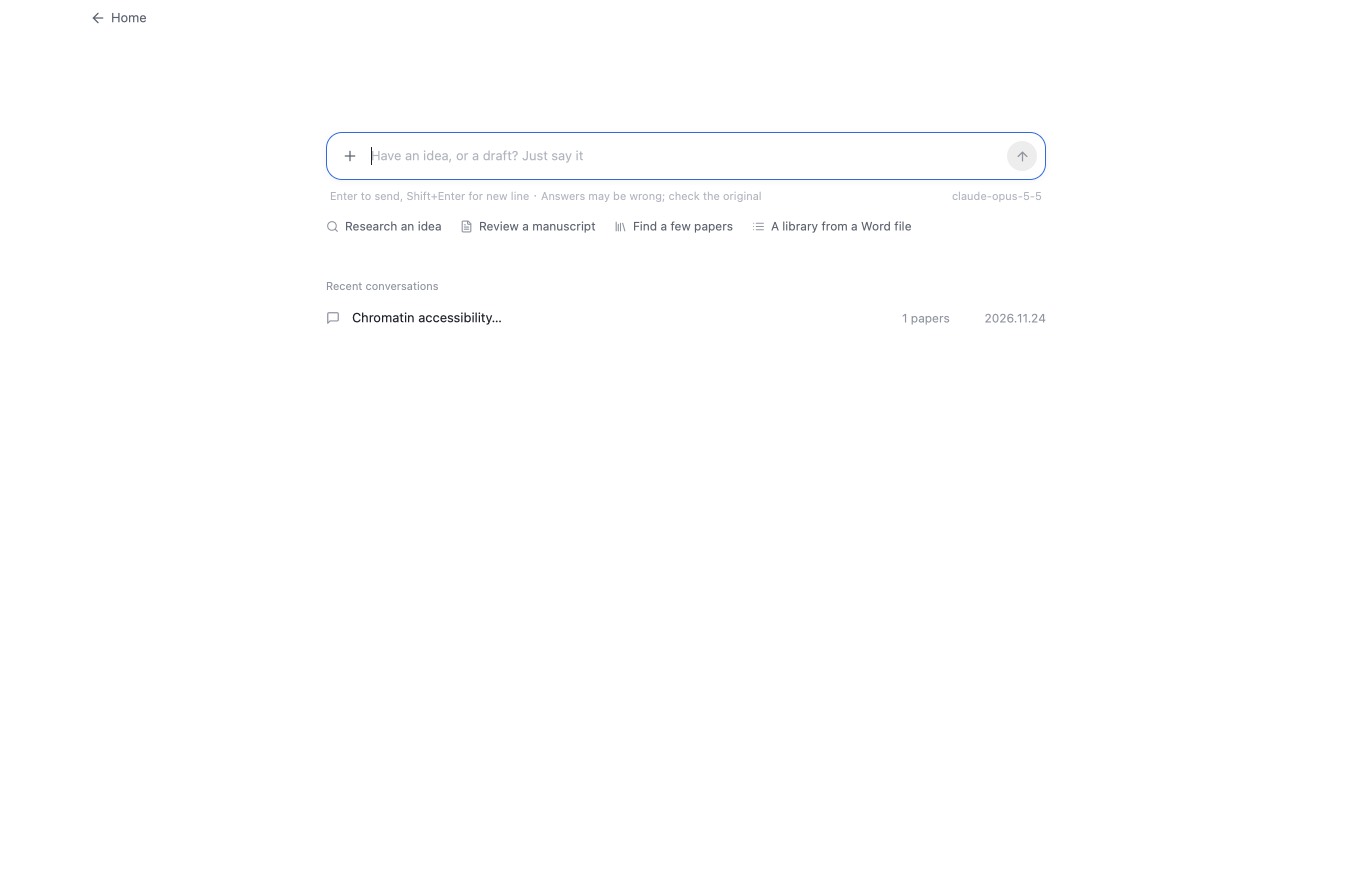 Home
Have an idea, or a draft? Just say it
Enter to send, Shift+Enter for new line · Answers may be wrong; check the original claude-opus-5-5
Research an idea Review a manuscript Find a few papers A library from a Word file
Recent conversations
Chromatin accessibility... 1 papers 2026.11.24